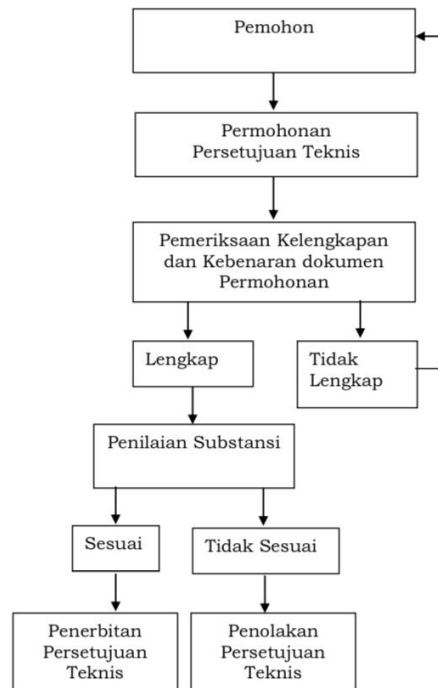 Pemohon
Permohonan
Persetujuan Teknis
Pemeriksaan Kelengkapan
dan Kebenaran dokumen
Permohonan
Lengkap
Tidak
Lengkap
Penilaian Substansi
Sesuai
Tidak Sesuai
Penerbitan
Persetujuan
Teknis
Penolakan
Persetujuan
Teknis